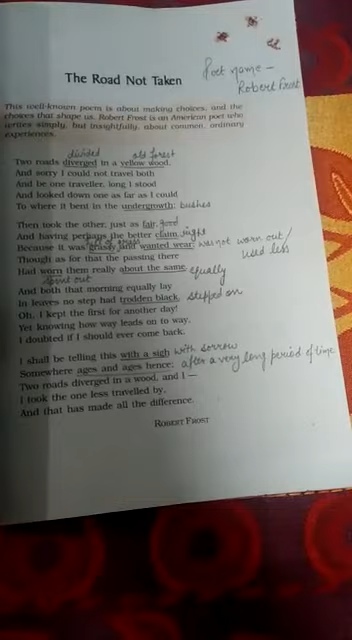 The Road Not Taken
Poet name -
Robert Frost
This well-known poem is about making choices, and the
choices that shape us. Robert Frost is an American poet who
writes simply, but insightfully, about common, ordinary
experiences.
divided old forest
Two roads diverged in a yellow wood,
And sorry I could not travel both
And be one traveller, long I stood
And looked down one as far as I could
To where it bent in the undergrowth; bushes
Then took the other, just as fair, good
And having perhaps the better claim, right
full of grass
Because it was grassy and wanted wear; was not worn out/
used less
Though as for that the passing there
Had worn them really about the same, equally
And both that morning equally lay
In leaves no step had trodden black. stepped on
Oh, I kept the first for another day!
Yet knowing how way leads on to way,
I doubted if I should ever come back.
I shall be telling this with a sigh with sorrow
Somewhere ages and ages hence: after a very long period of time
Two roads diverged in a wood, and I —
I took the one less travelled by,
And that has made all the difference.
ROBERT FROST